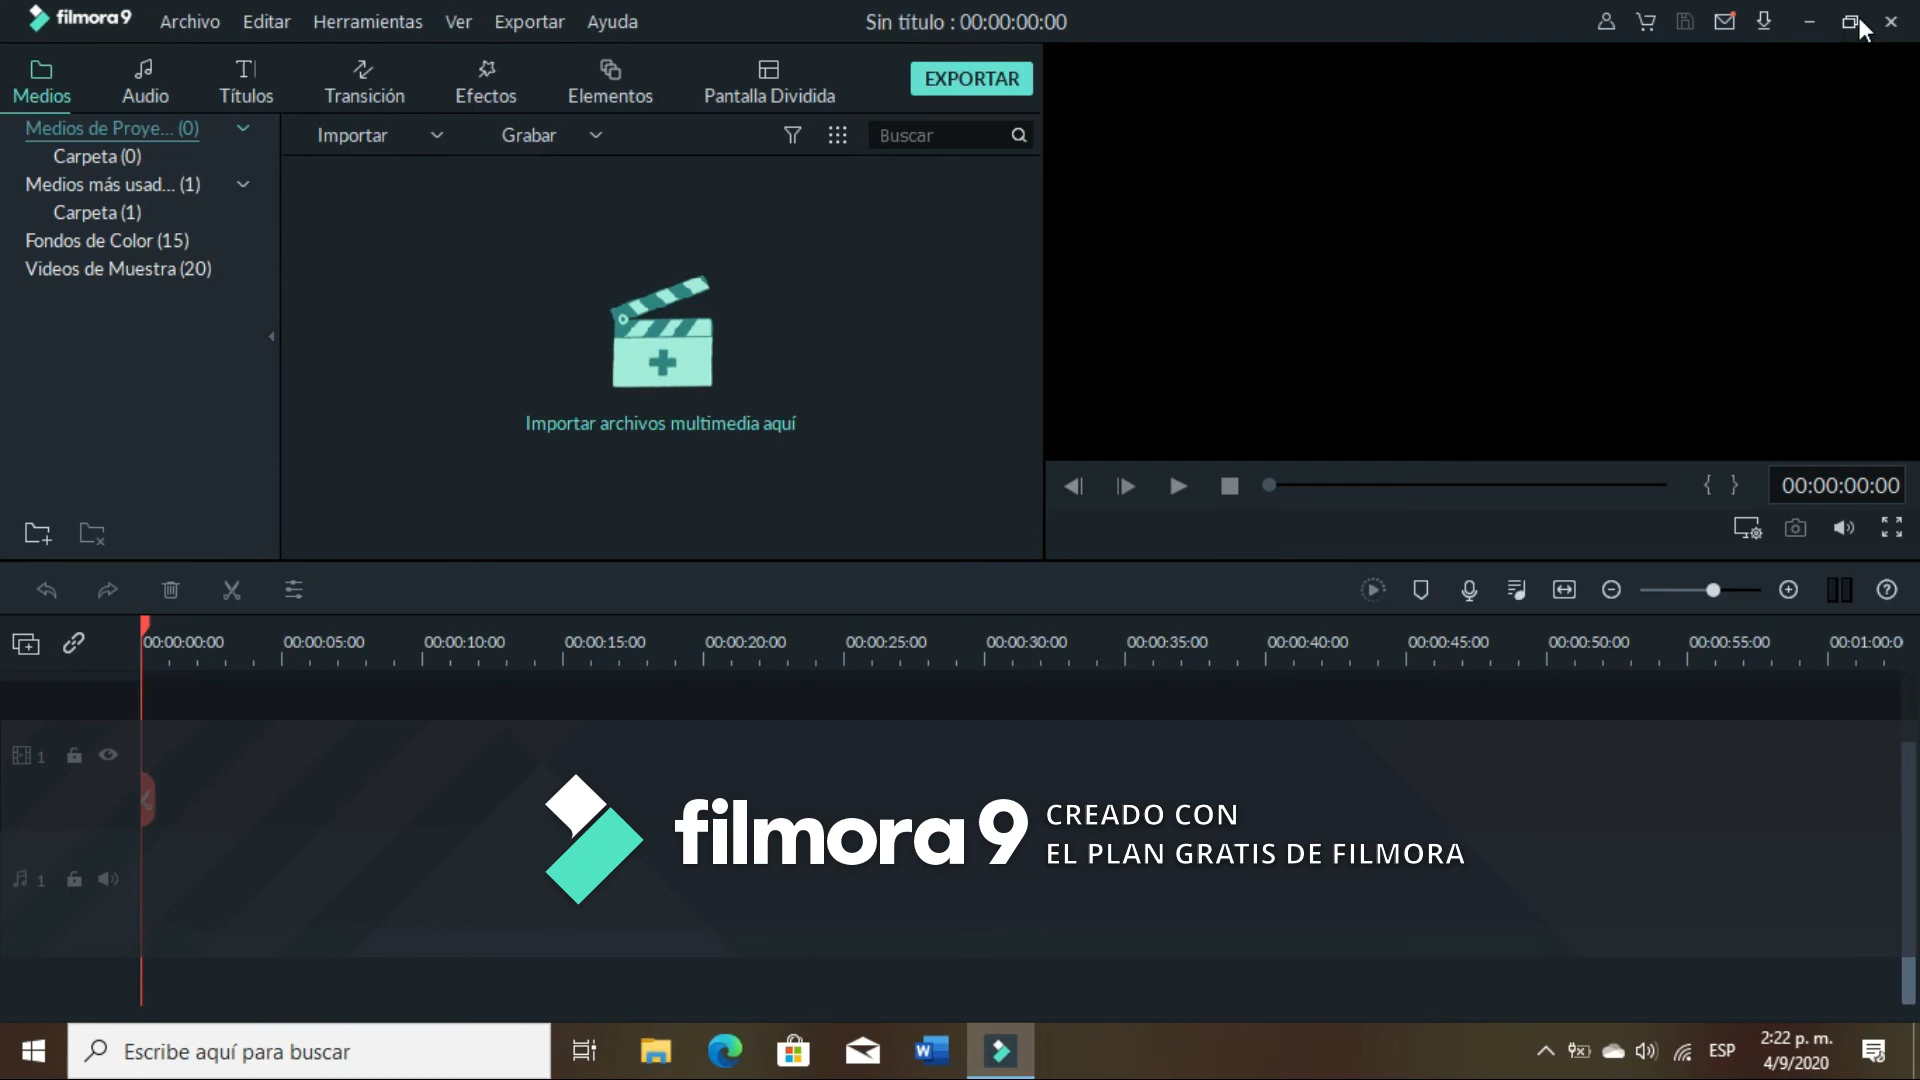 filmora9 Archivo Editar Herramientas Ver Exportar Ayuda Sin título : 00:00:00:00
Medios Audio Títulos Transición Efectos Elementos Pantalla Dividida EXPORTAR
Medios de Proye... (0)
Carpeta (0)
Medios más usad... (1)
Carpeta (1)
Fondos de Color (15)
Videos de Muestra (20)
Importar Grabar Buscar
Importar archivos multimedia aquí
00:00:00:00
00:00:00:00 00:00:05:00 00:00:10:00 00:00:15:00 00:00:20:00 00:00:25:00 00:00:30:00 00:00:35:00 00:00:40:00 00:00:45:00 00:00:50:00 00:00:55:00 00:01:00:0
1
1
filmora9
CREADO CON
EL PLAN GRATIS DE FILMORA
Escribe aquí para buscar
ESP
2:22 p. m.
4/9/2020